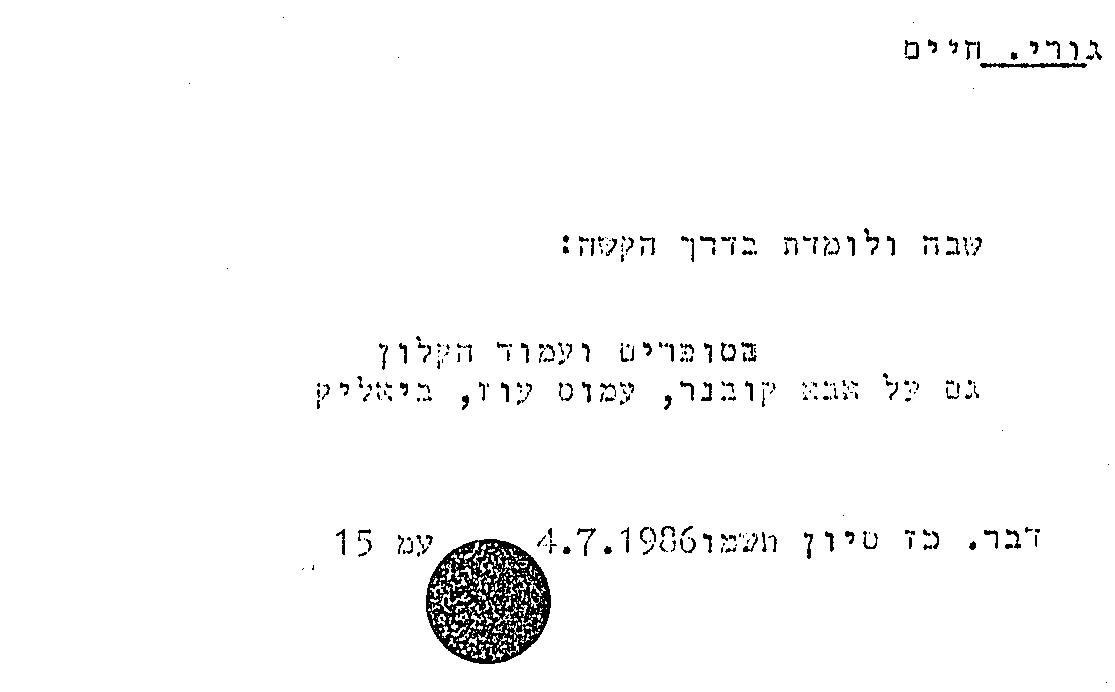 גורי. חיים
שבה ולומדת בדרך הקשה:
הסופרים ועמוד הקלון
גם על אבא קובנר, עמוס עוז, ביאליק
דבר. כז סיון תשמו 4.7.1986 עמ 15